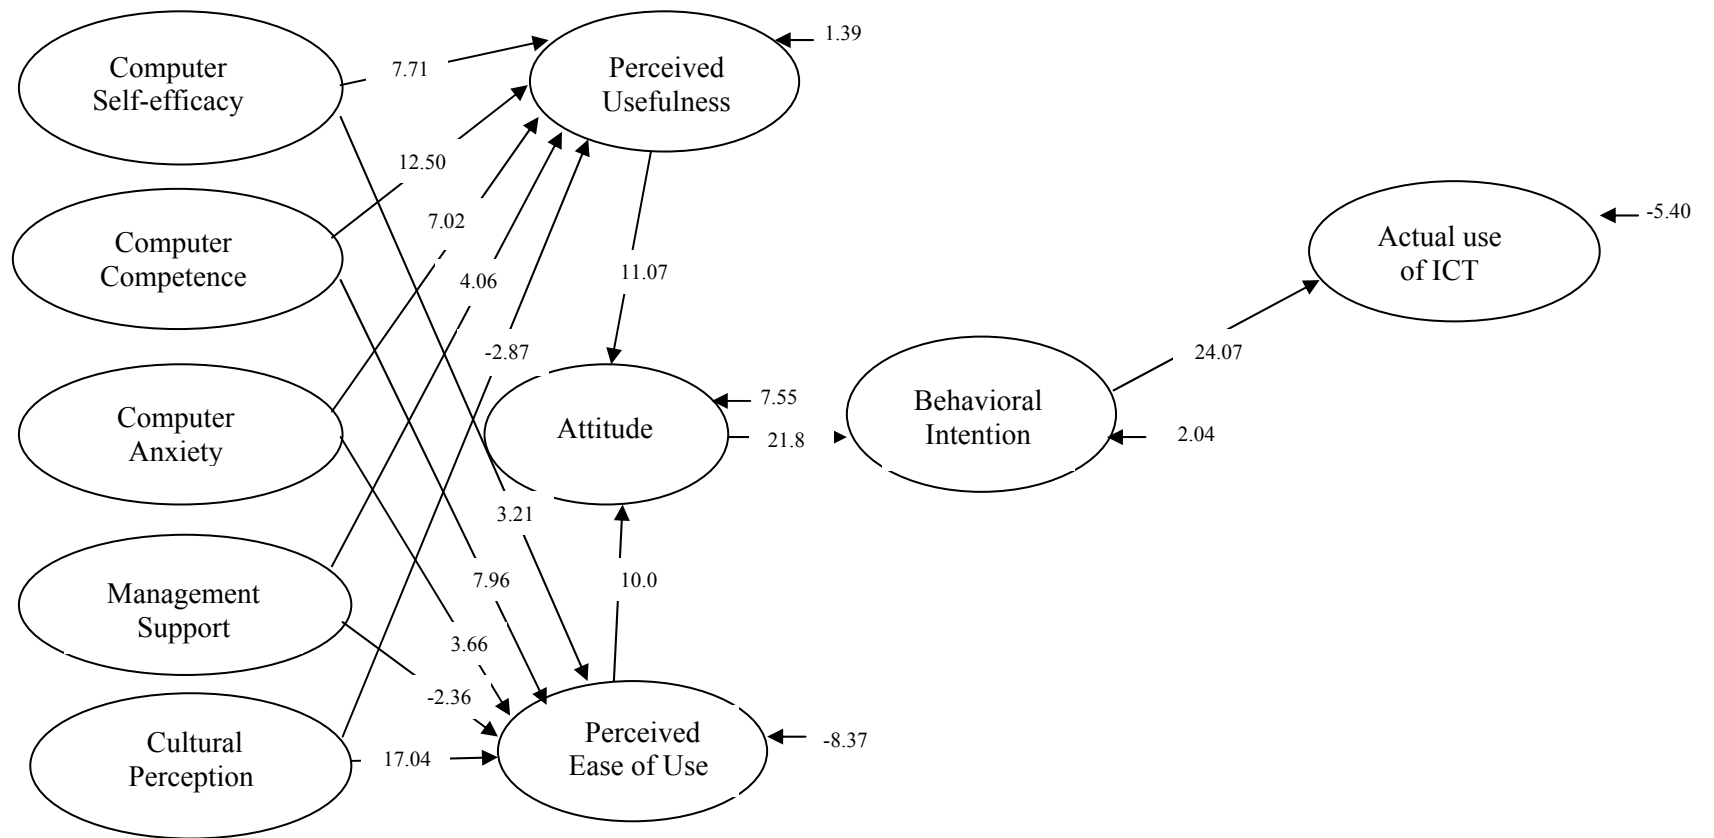 Computer
Self-efficacy
7.71
Perceived
Usefulness
1.39
12.50
Computer
Competence
7.02
4.06
11.07
-2.87
Actual use
of ICT
-5.40
24.07
Computer
Anxiety
Attitude
7.55
21.8
Behavioral
Intention
2.04
3.21
7.96
10.0
Management
Support
3.66
-2.36
Cultural
Perception
17.04
Perceived
Ease of Use
-8.37